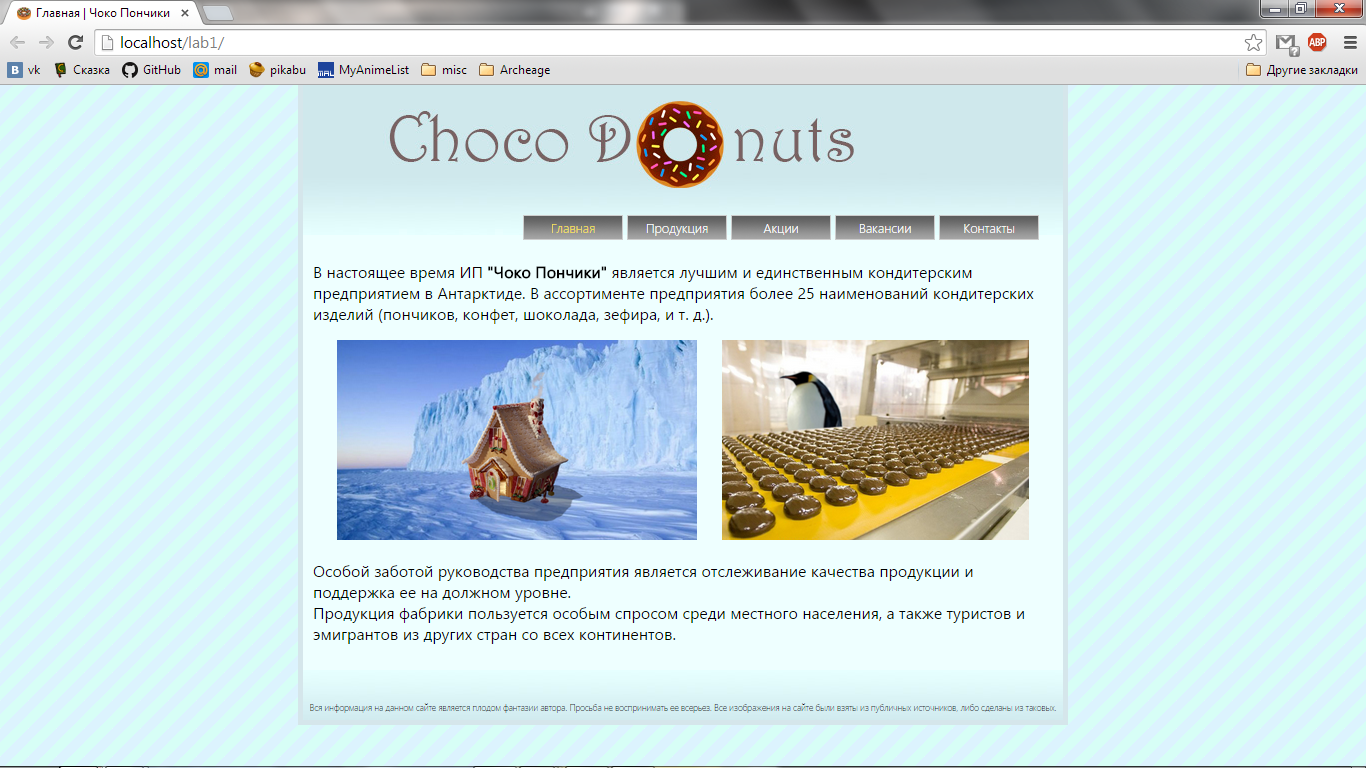 Главная | Чоко Пончики
localhost/lab1/
ABP
vk Сказка GitHub mail pikabu MyAnimeList misc Archeage Другие закладки
Choco D nuts
Главная Продукция Акции Вакансии Контакты
В настоящее время ИП "Чоко Пончики" является лучшим и единственным кондитерским
предприятием в Антарктиде. В ассортименте предприятия более 25 наименований кондитерских
изделий (пончиков, конфет, шоколада, зефира, и т. д.).
Особой заботой руководства предприятия является отслеживание качества продукции и
поддержка ее на должном уровне.
Продукция фабрики пользуется особым спросом среди местного населения, а также туристов и
эмигрантов из других стран со всех континентов.
Вся информация на данном сайте является плодом фантазии автора. Просьба не воспринимать ее всерьез. Все изображения на сайте были взяты из публичных источников, либо сделаны из таковых.